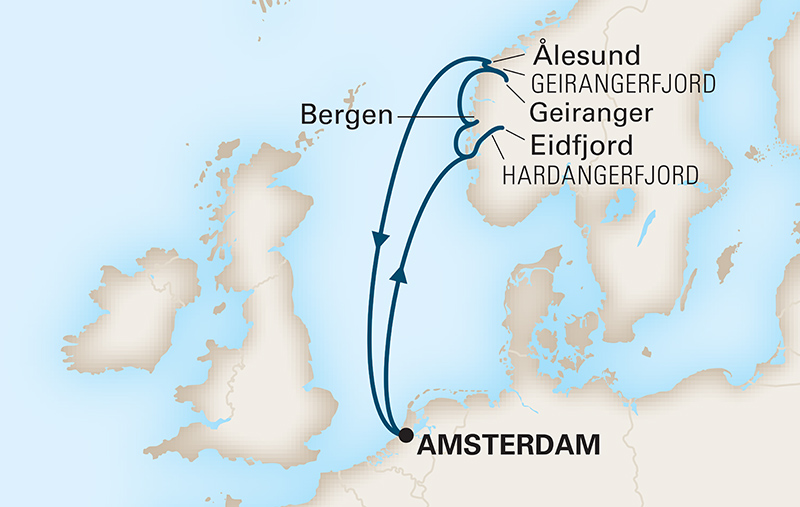 Ålesund
GEIRANGERFJORD
Geiranger
Bergen
Eidfjord
HARDANGERFJORD
AMSTERDAM